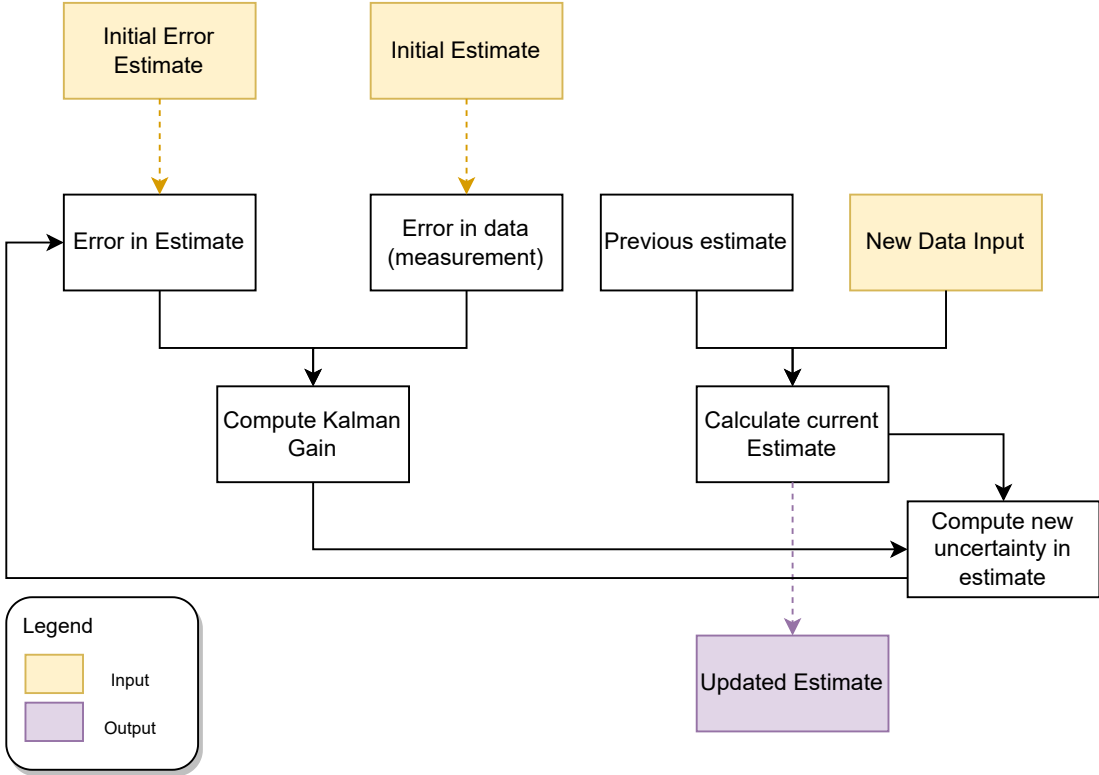 Initial Error
Estimate
Initial Estimate
Error in Estimate
Error in data
(measurement)
Previous estimate
New Data Input
Compute Kalman
Gain
Calculate current
Estimate
Compute new
uncertainty in
estimate
Legend
Input
Output
Updated Estimate